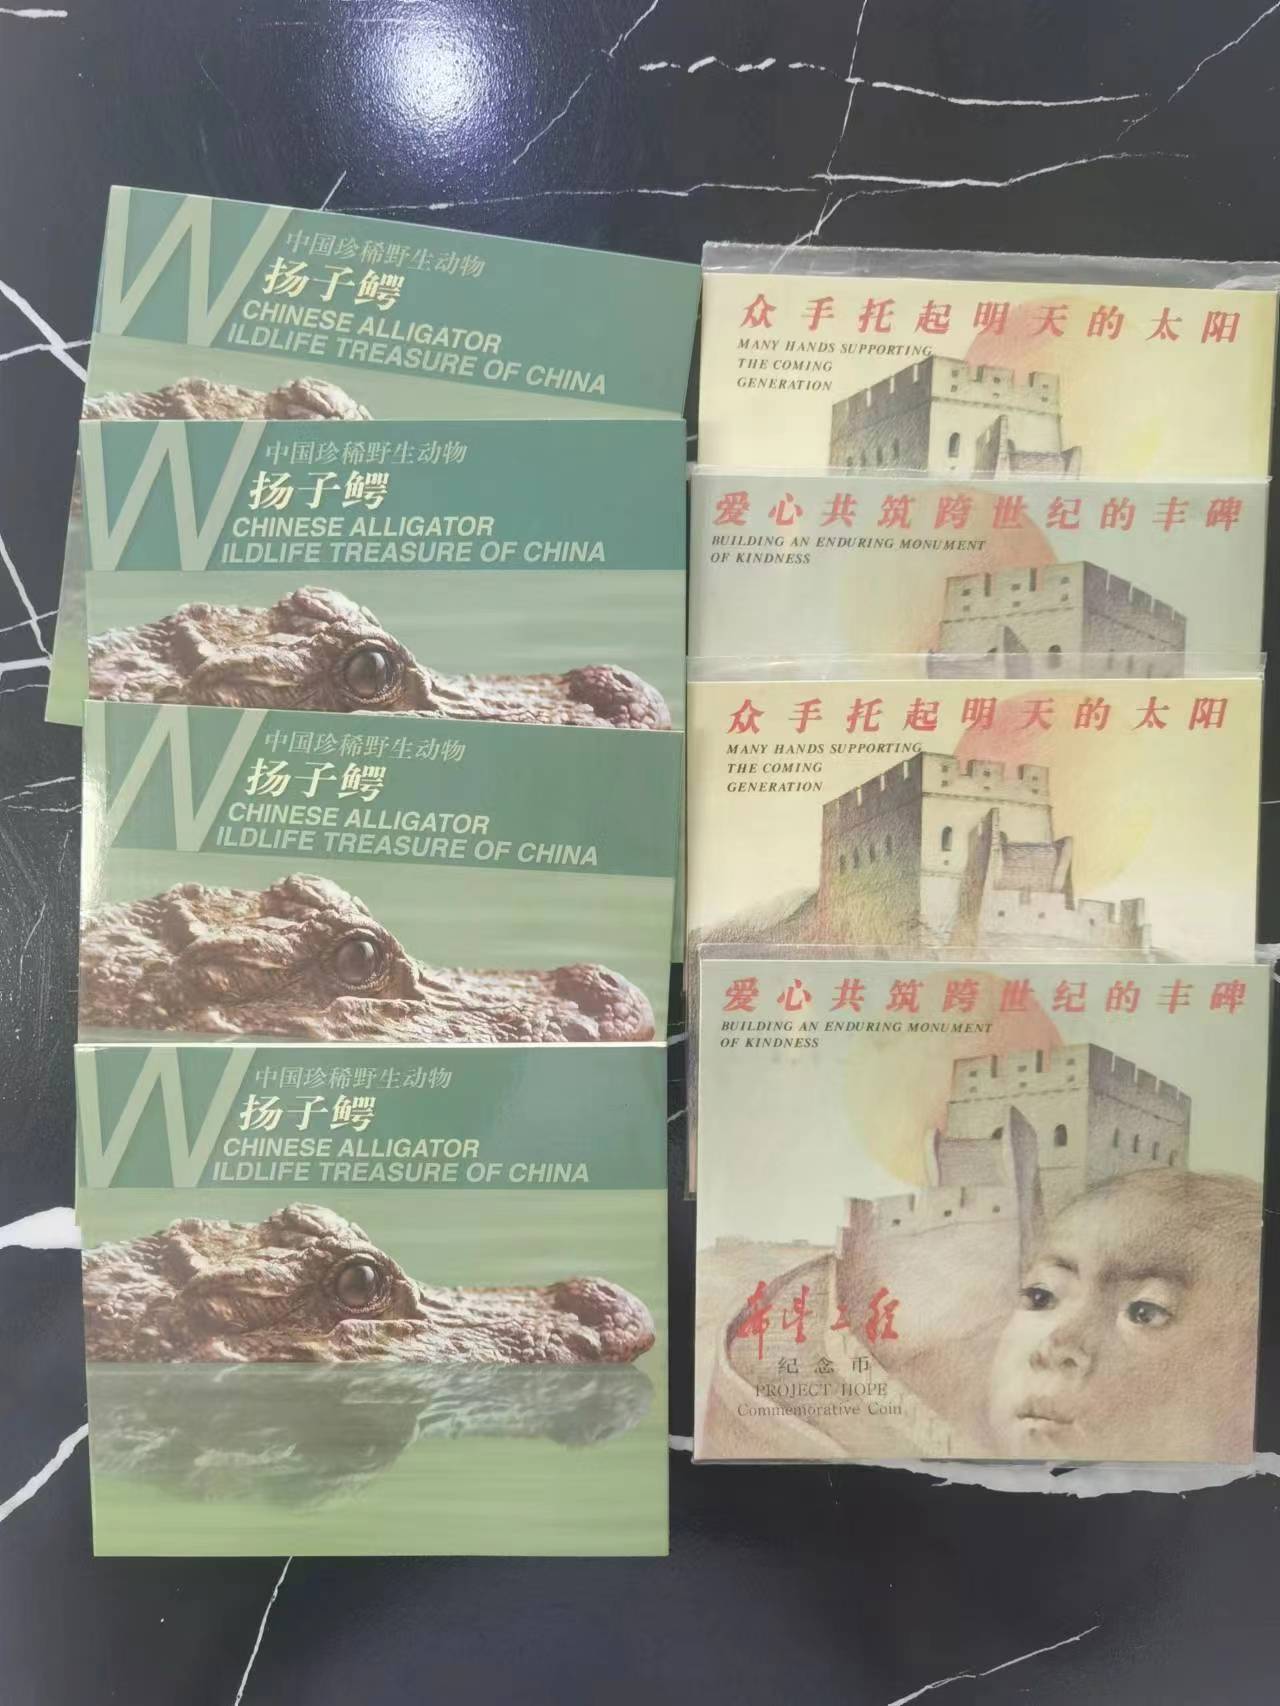 中国珍稀野生动物
扬子鳄
CHINESE ALLIGATOR
WILDLIFE TREASURE OF CHINA
中国珍稀野生动物
扬子鳄
CHINESE ALLIGATOR
WILDLIFE TREASURE OF CHINA
中国珍稀野生动物
扬子鳄
CHINESE ALLIGATOR
WILDLIFE TREASURE OF CHINA
中国珍稀野生动物
扬子鳄
CHINESE ALLIGATOR
WILDLIFE TREASURE OF CHINA
众手托起明天的太阳
MANY HANDS SUPPORTING
THE COMING
GENERATION
爱心共筑跨世纪的丰碑
BUILDING AN ENDURING MONUMENT
OF KINDNESS
众手托起明天的太阳
MANY HANDS SUPPORTING
THE COMING
GENERATION
爱心共筑跨世纪的丰碑
BUILDING AN ENDURING MONUMENT
OF KINDNESS
希望工程
纪念币
PROJECT HOPE
Commemorative Coin